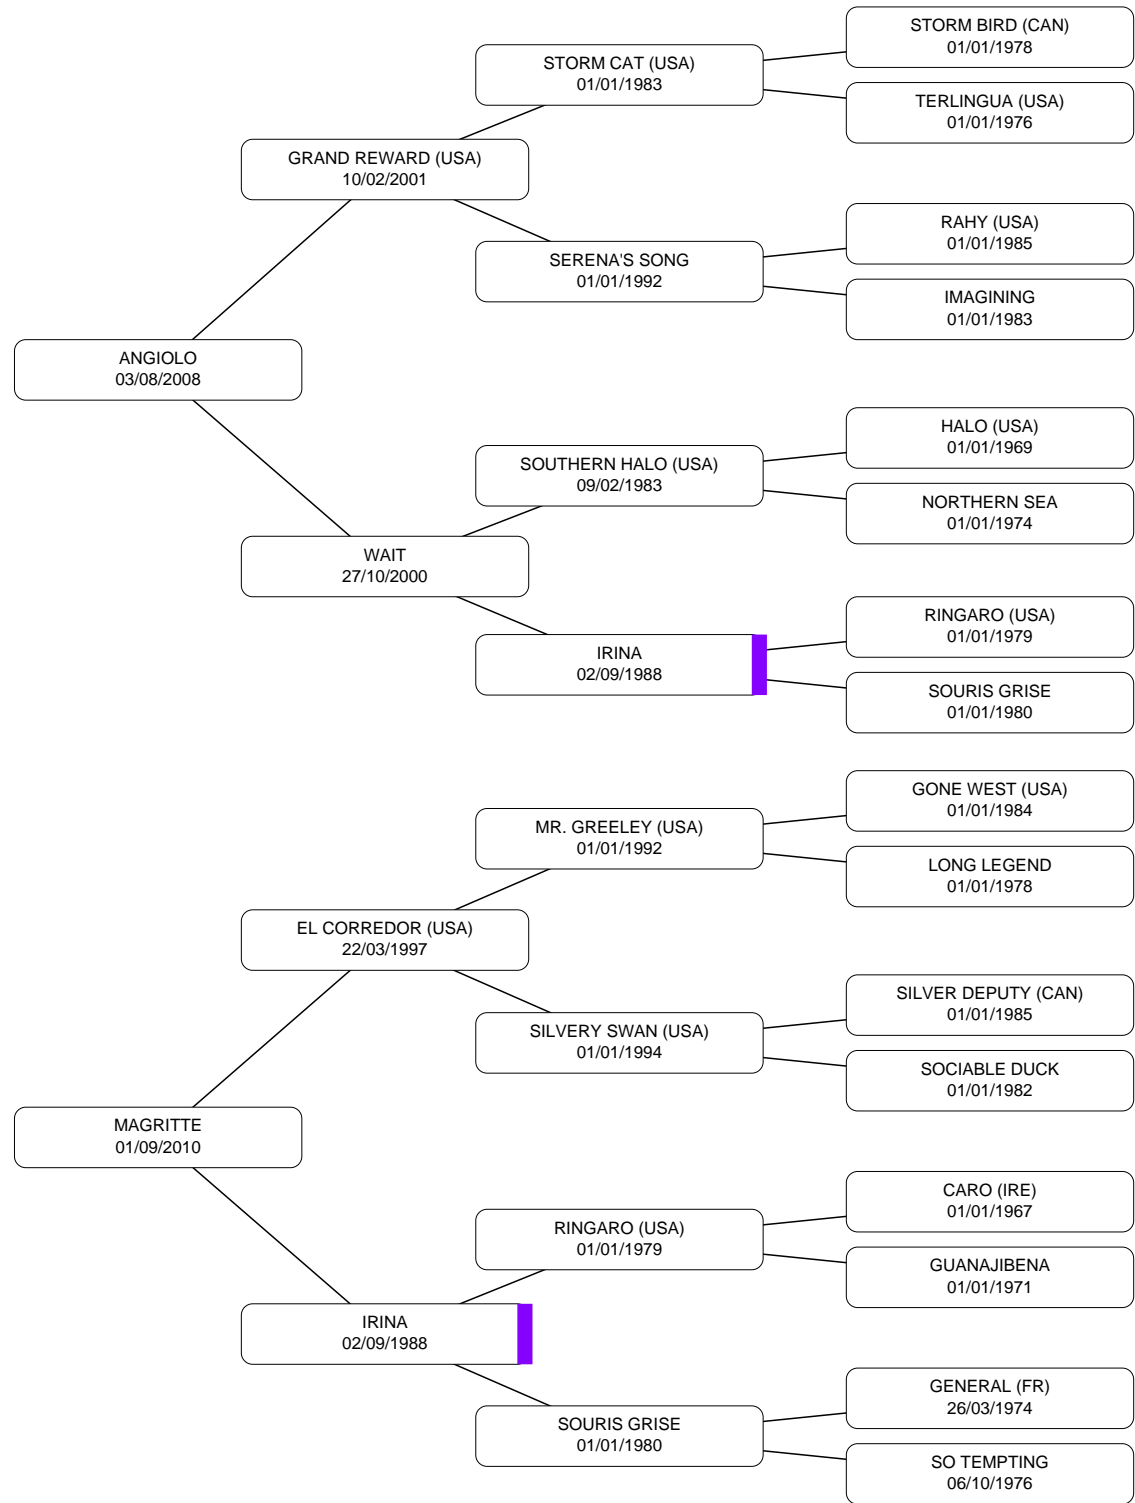 STORM BIRD (CAN)
01/01/1978
STORM CAT (USA)
01/01/1983
TERLINGUA (USA)
01/01/1976
GRAND REWARD (USA)
10/02/2001
RAHY (USA)
01/01/1985
SERENA'S SONG
01/01/1992
IMAGINING
01/01/1983
ANGIOLO
03/08/2008
HALO (USA)
01/01/1969
SOUTHERN HALO (USA)
09/02/1983
NORTHERN SEA
01/01/1974
WAIT
27/10/2000
RINGARO (USA)
01/01/1979
IRINA
02/09/1988
SOURIS GRISE
01/01/1980
GONE WEST (USA)
01/01/1984
MR. GREELEY (USA)
01/01/1992
LONG LEGEND
01/01/1978
EL CORREDOR (USA)
22/03/1997
SILVER DEPUTY (CAN)
01/01/1985
SILVERY SWAN (USA)
01/01/1994
SOCIABLE DUCK
01/01/1982
MAGRITTE
01/09/2010
CARO (IRE)
01/01/1967
RINGARO (USA)
01/01/1979
GUANAJIBENA
01/01/1971
IRINA
02/09/1988
GENERAL (FR)
26/03/1974
SOURIS GRISE
01/01/1980
SO TEMPTING
06/10/1976